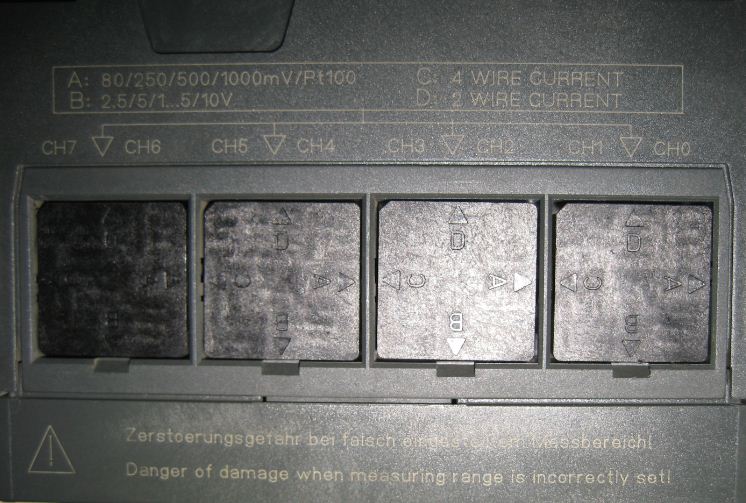 A: 80/250/500/1000mV/Pt100 C: 4 WIRE CURRENT
B: 2.5/5/1...5/10V D: 2 WIRE CURRENT
CH7 CH6 CH5 CH4 CH3 CH2 CH1 CH0
D D D
C A C A C A
B B B B
Zerstoerungsgefahr bei falsch eingestelltem Messbereich!
Danger of damage when measuring range is incorrectly set!